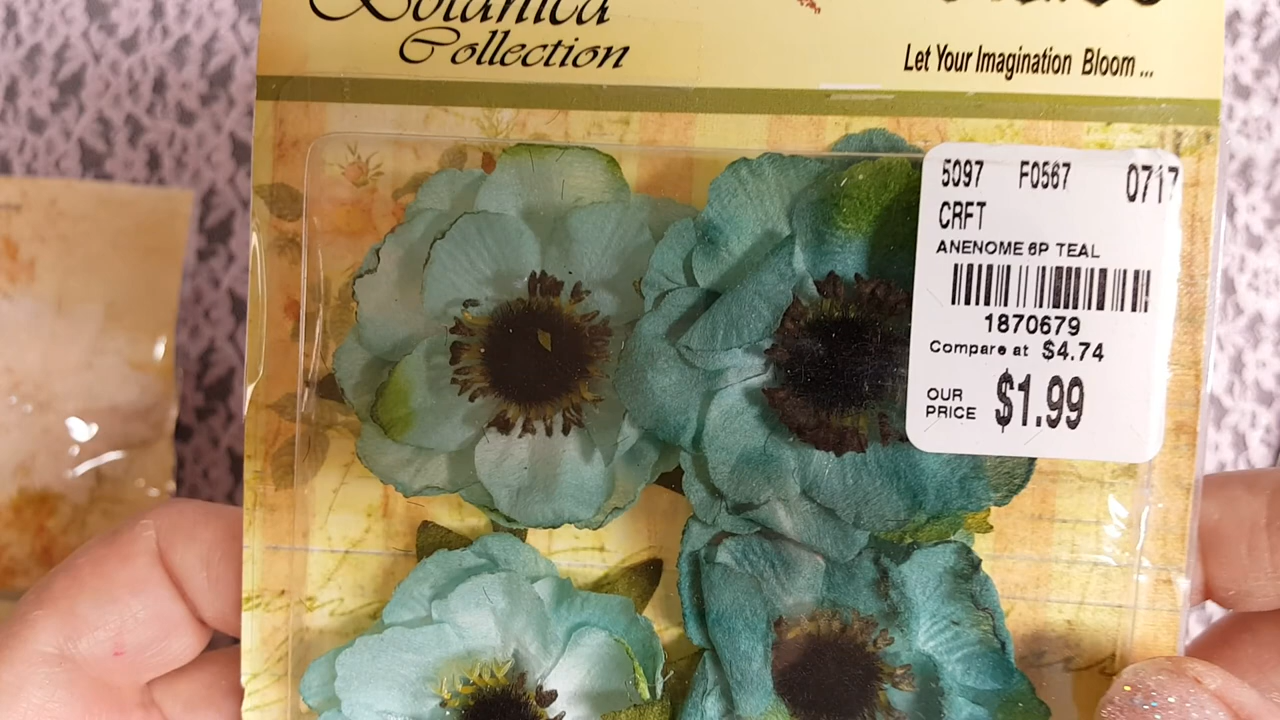 Botanica
Collection
Let Your Imagination Bloom ...
5097 F0567 0717
CRFT
ANENOME 6P TEAL
1870679
Compare at $4.74
OUR PRICE $1.99